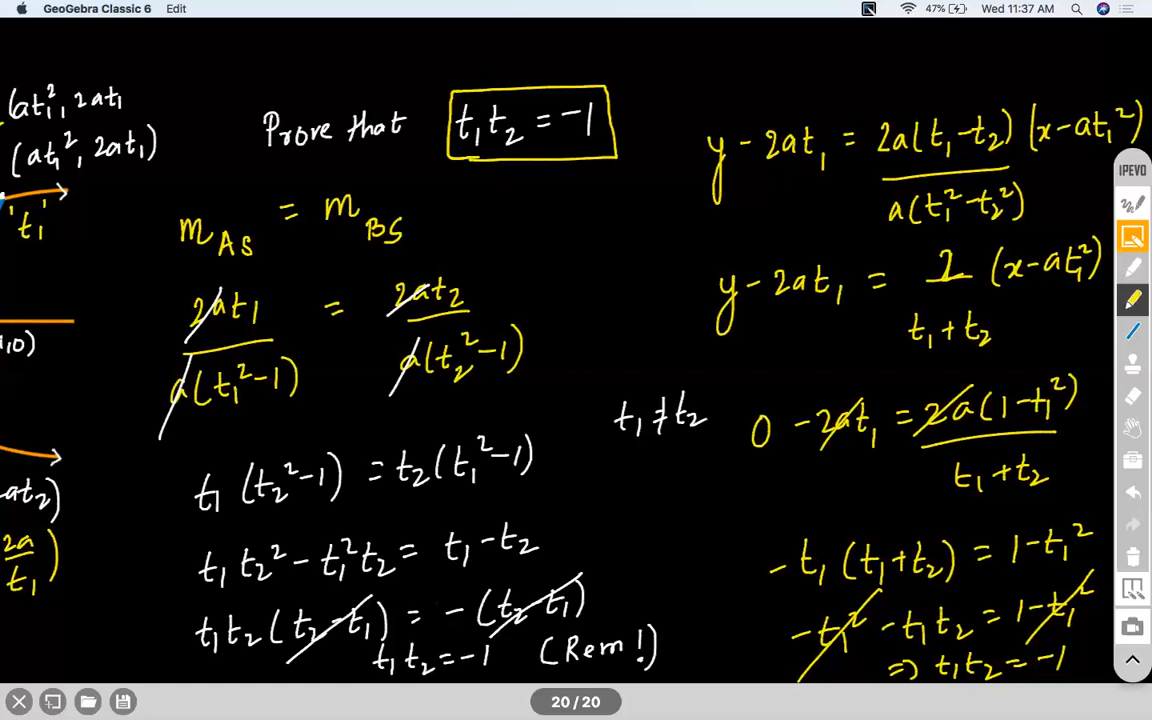 GeoGebra Classic 6 Edit
47% Wed 11:37 AM
(at₁², 2at₁
(at₁², 2at₁)
't₁'
a,0)
at₂)
2a/t₁)
Prove that t₁t₂ = -1
m_AS = m_BS
2at₁/a(t₁²-1) = 2at₂/a(t₂²-1)
t₁(t₂²-1) = t₂(t₁²-1)
t₁t₂² - t₁²t₂ = t₁-t₂
t₁t₂(t₂-t₁) = -(t₂-t₁)
t₁t₂ = -1 (Rem!)
t₁≠t₂
y - 2at₁ = 2a(t₁-t₂)/a(t₁²-t₂²) (x-at₁²)
y - 2at₁ = 2/t₁+t₂ (x-at₁²)
0 - 2at₁ = 2a(1-t₁²)/t₁+t₂
-t₁(t₁+t₂) = 1-t₁²
-t₁² - t₁t₂ = 1-t₁²
⇒ t₁t₂ = -1
IPEVO
20/20